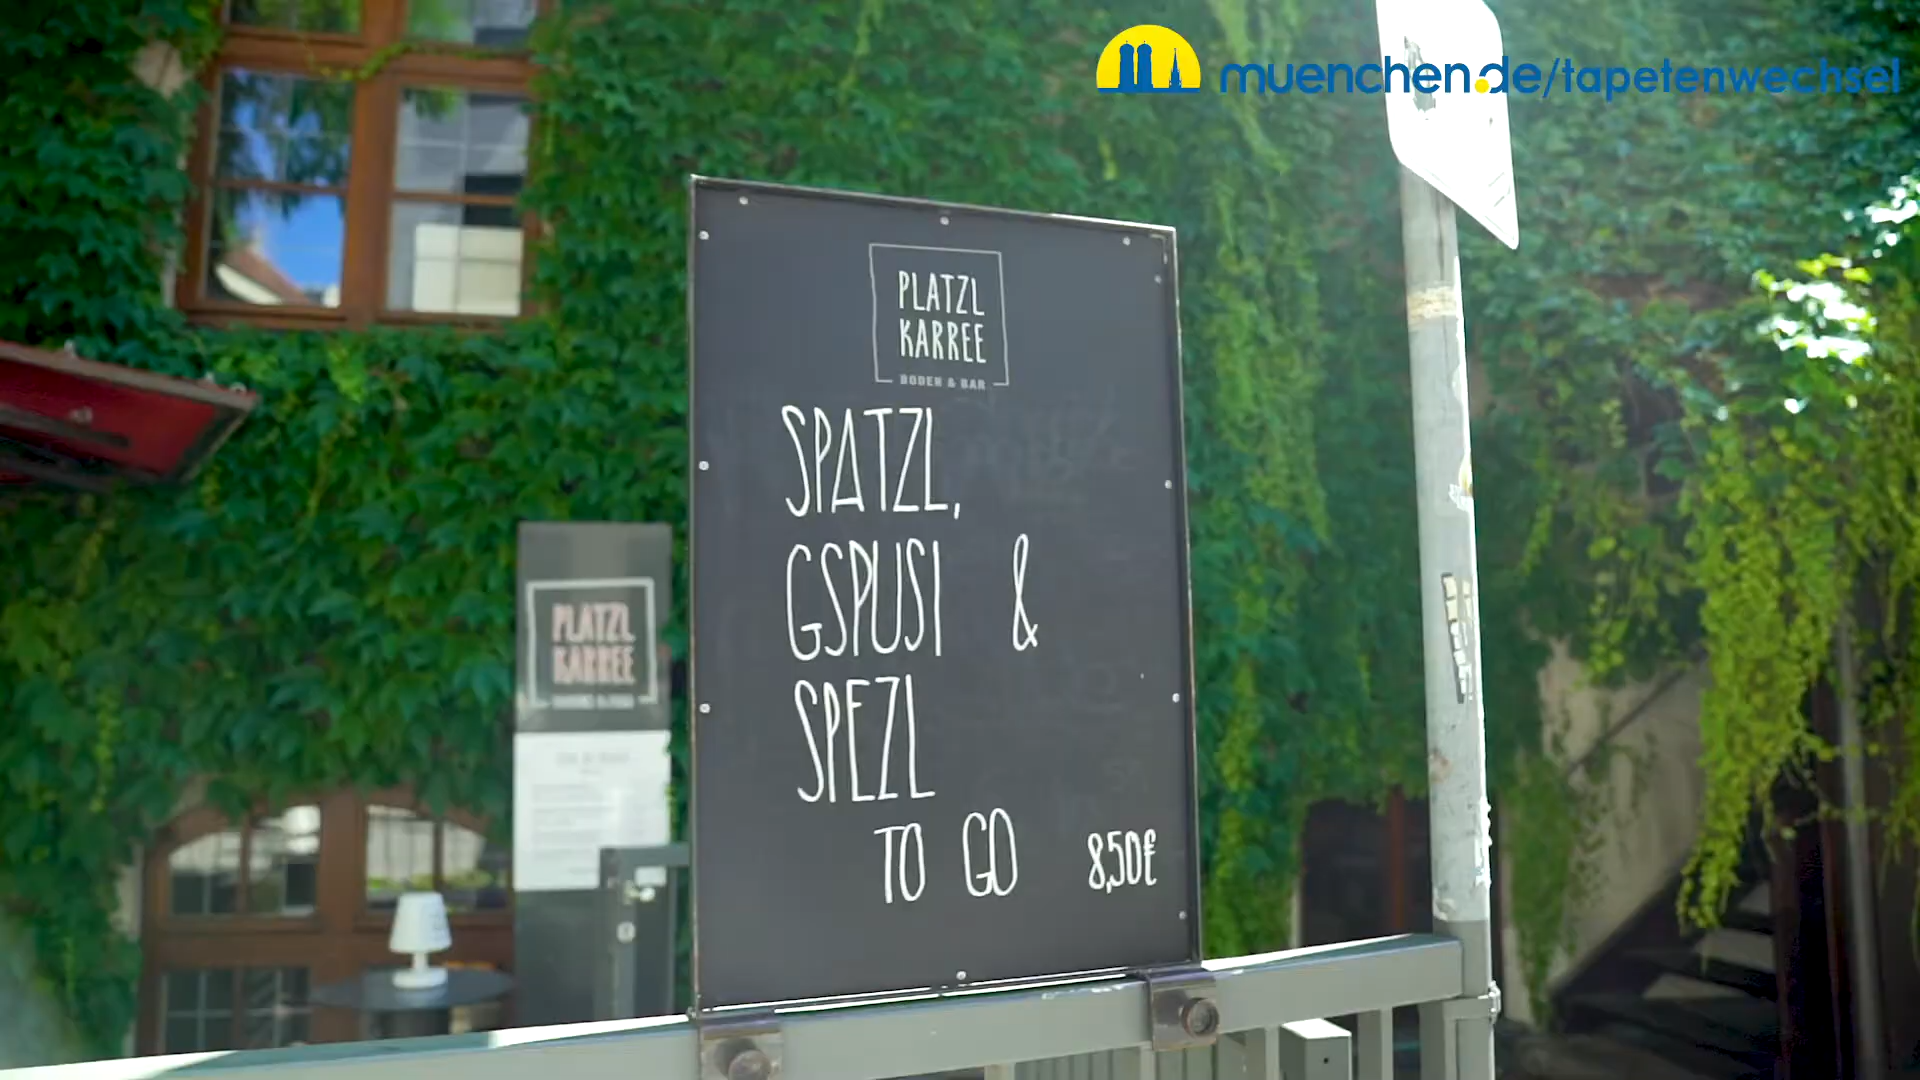 muenchen.de/tapetenwechsel
PLATZL
KARREE
BODEN & BAR
SPATZL,
GSPUSI &
SPEZL
TO GO 8,50€
PLATZL
KARREE